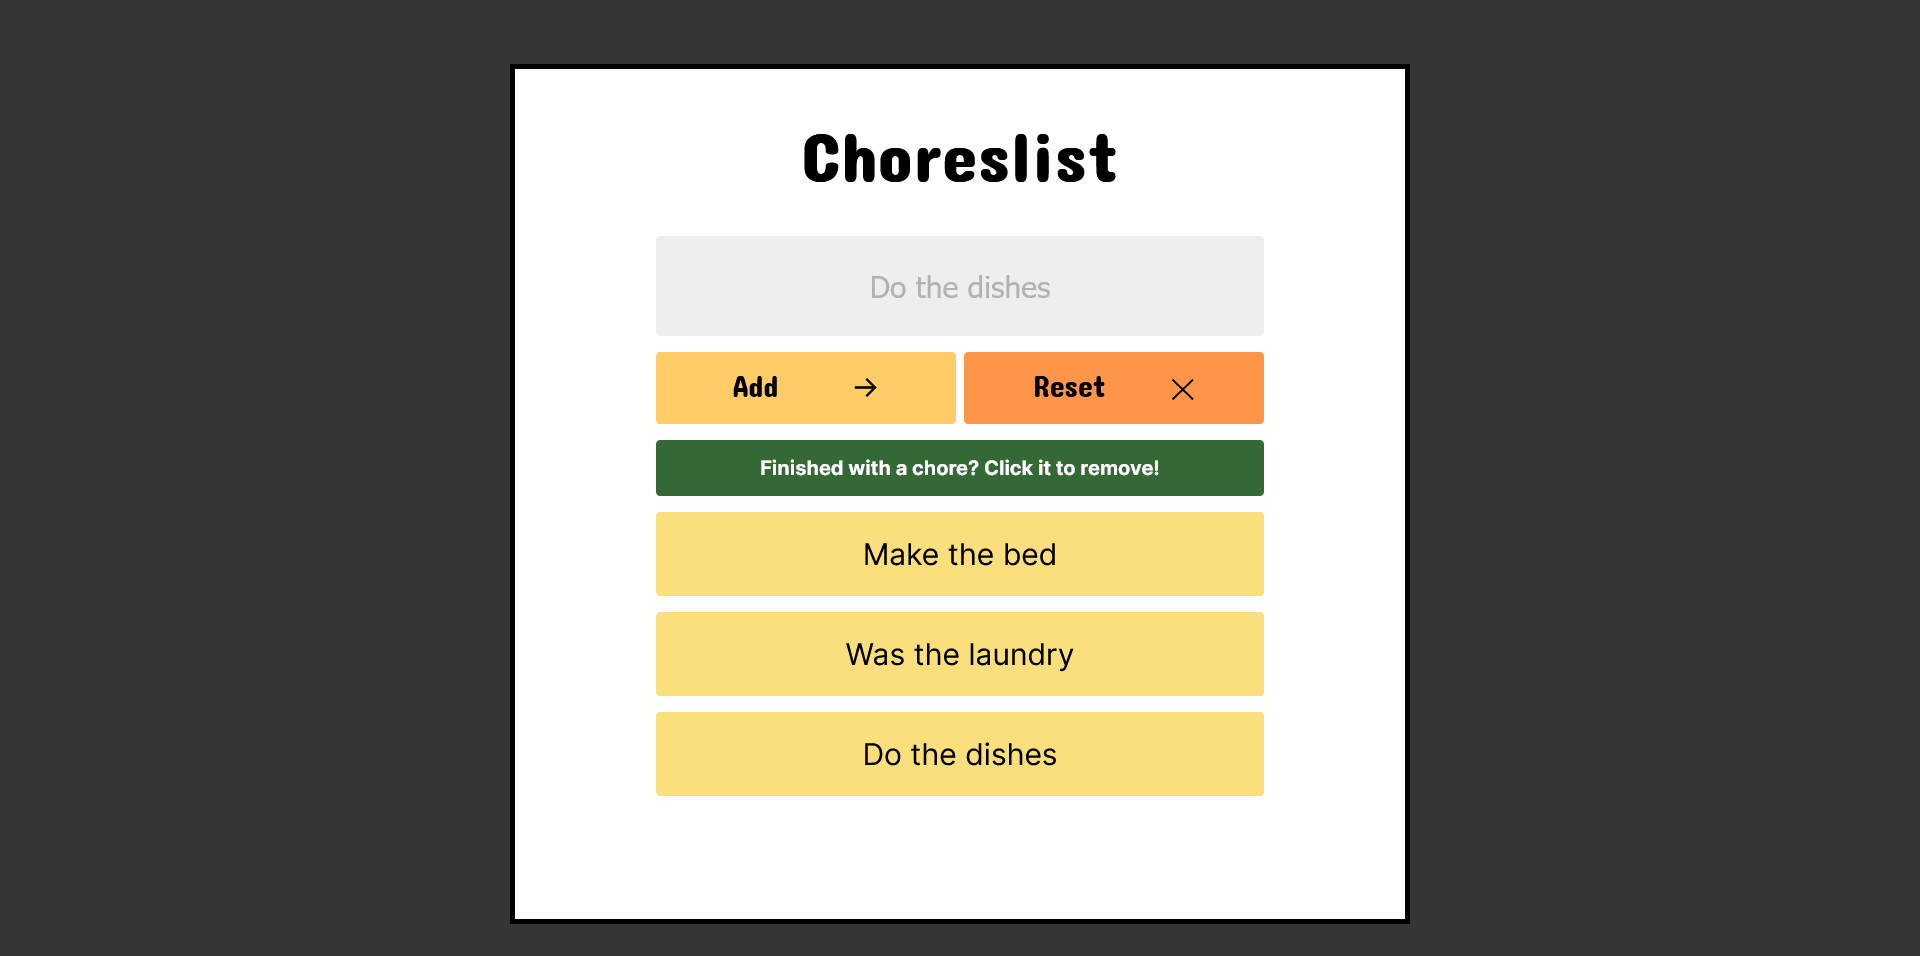 Choreslist
Do the dishes
Add → Reset ×
Finished with a chore? Click it to remove!
Make the bed
Was the laundry
Do the dishes